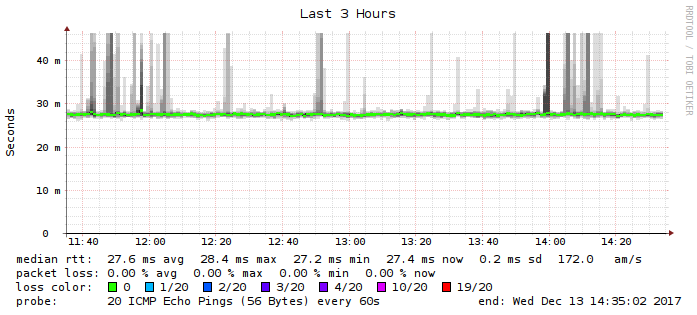 Last 3 Hours
RRDTOOL / TOBI OETIKER
Seconds
40 m
30 m
20 m
10 m
0
11:40 12:00 12:20 12:40 13:00 13:20 13:40 14:00 14:20
median rtt: 27.6 ms avg 28.4 ms max 27.2 ms min 27.4 ms now 0.2 ms sd 172.0 am/s
packet loss: 0.00 % avg 0.00 % max 0.00 % min 0.00 % now
loss color: 0 1/20 2/20 3/20 4/20 10/20 19/20
probe: 20 ICMP Echo Pings (56 Bytes) every 60s end: Wed Dec 13 14:35:02 2017